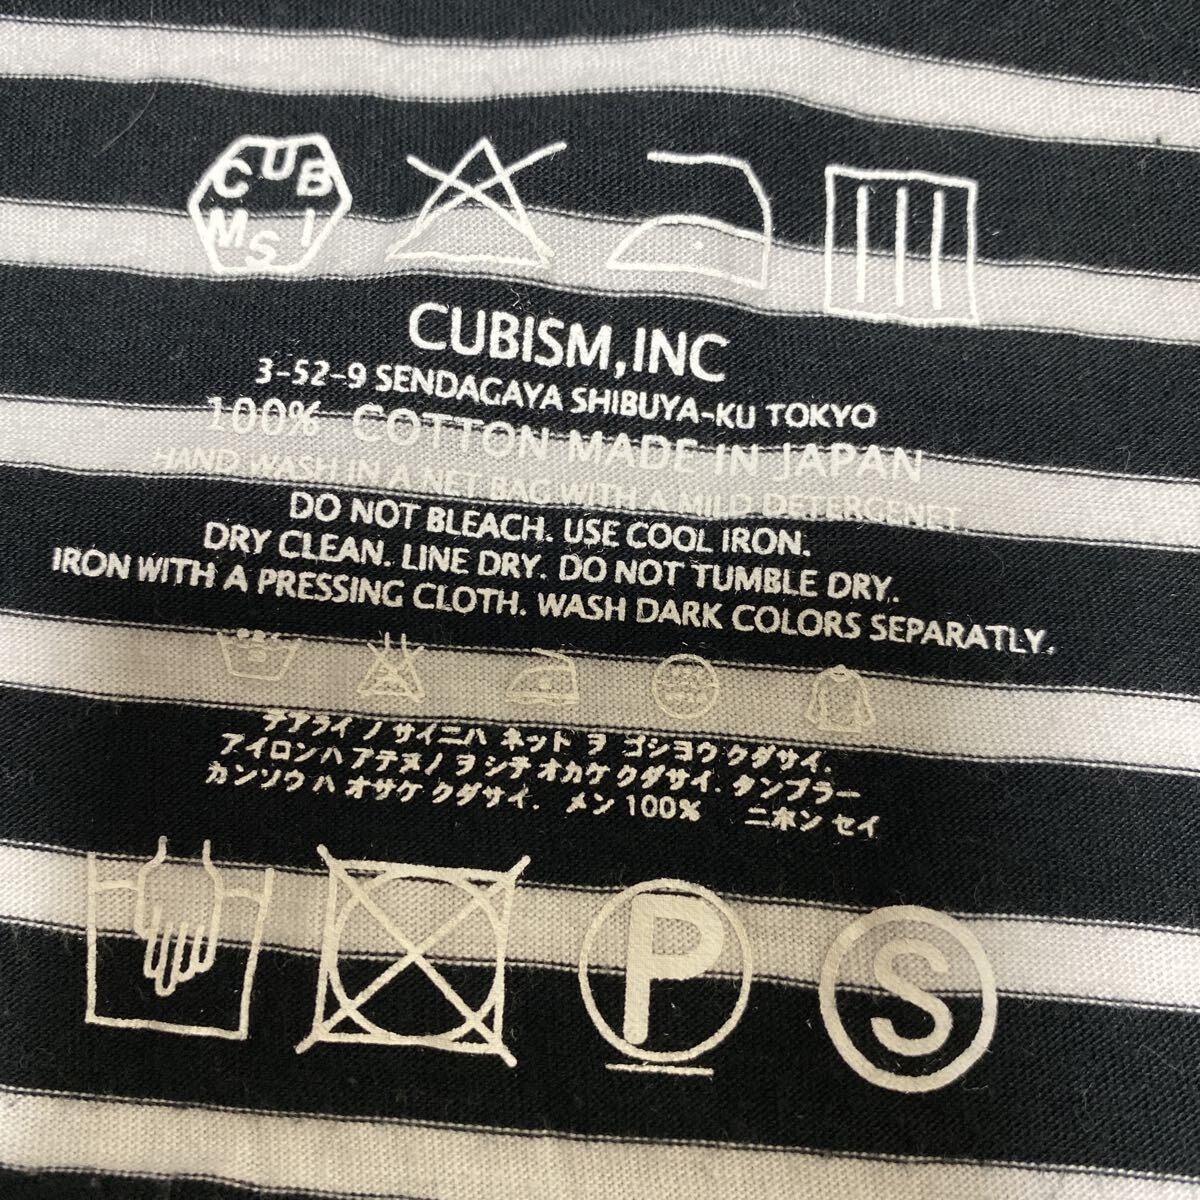 CUBISM
CUBISM,INC
3-52-9 SENDAGAYA SHIBUYA-KU TOKYO
100% COTTON MADE IN JAPAN
HAND WASH IN A NET BAG WITH A MILD DETERGENET
DO NOT BLEACH. USE COOL IRON.
DRY CLEAN. LINE DRY. DO NOT TUMBLE DRY.
IRON WITH A PRESSING CLOTH. WASH DARK COLORS SEPARATLY.
テアライ ノ サイニハ ネット ヲ ゴシヨウ クダサイ.
アイロンハ アテヌノ ヲ シテ オカケ クダサイ. タンブラー
カンソウ ハ オサケ クダサイ. メン 100% ニホン セイ
P
S